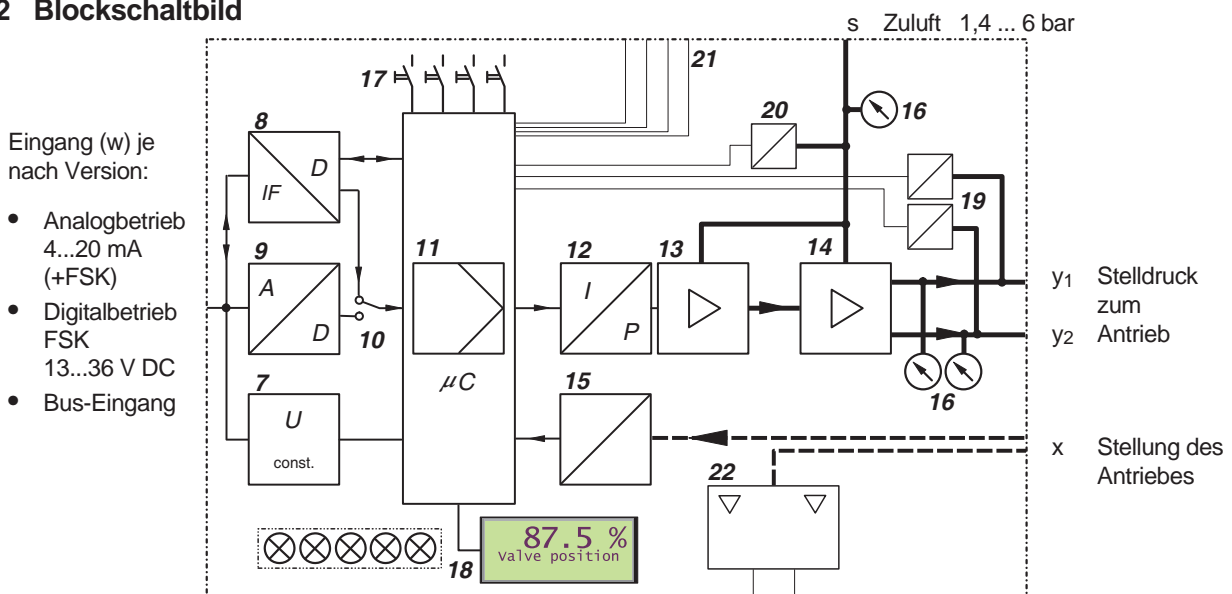 2 Blockschaltbild
s Zuluft 1,4 ... 6 bar
17
21
16
20
8
D
IF
Eingang (w) je
nach Version:
• Analogbetrieb
4...20 mA
(+FSK)
• Digitalbetrieb
FSK
13...36 V DC
• Bus-Eingang
19
9
A
D
10
11
µC
12
I
P
13
14
y1 Stelldruck
zum
y2 Antrieb
16
7
U
const.
15
x Stellung des
Antriebes
22
87.5 %
Valve position
18